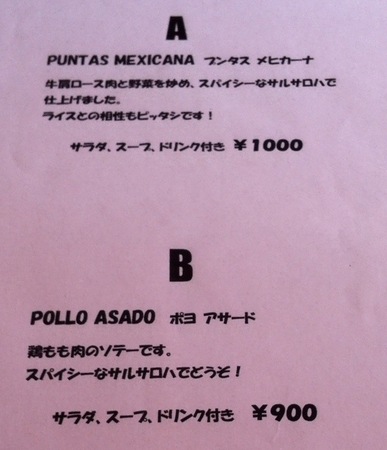 A
PUNTAS MEXICANA プンタス メヒカーナ
牛肩ロース肉と野菜を炒め、スパイシーなサルサロハで
仕上げました。
ライスとの相性もピッタシです！
サラダ、スープ、ドリンク付き ￥1000
B
POLLO ASADO ポヨ アサード
鶏もも肉のソテーです。
スパイシーなサルサロハでどうぞ！
サラダ、スープ、ドリンク付き ￥900